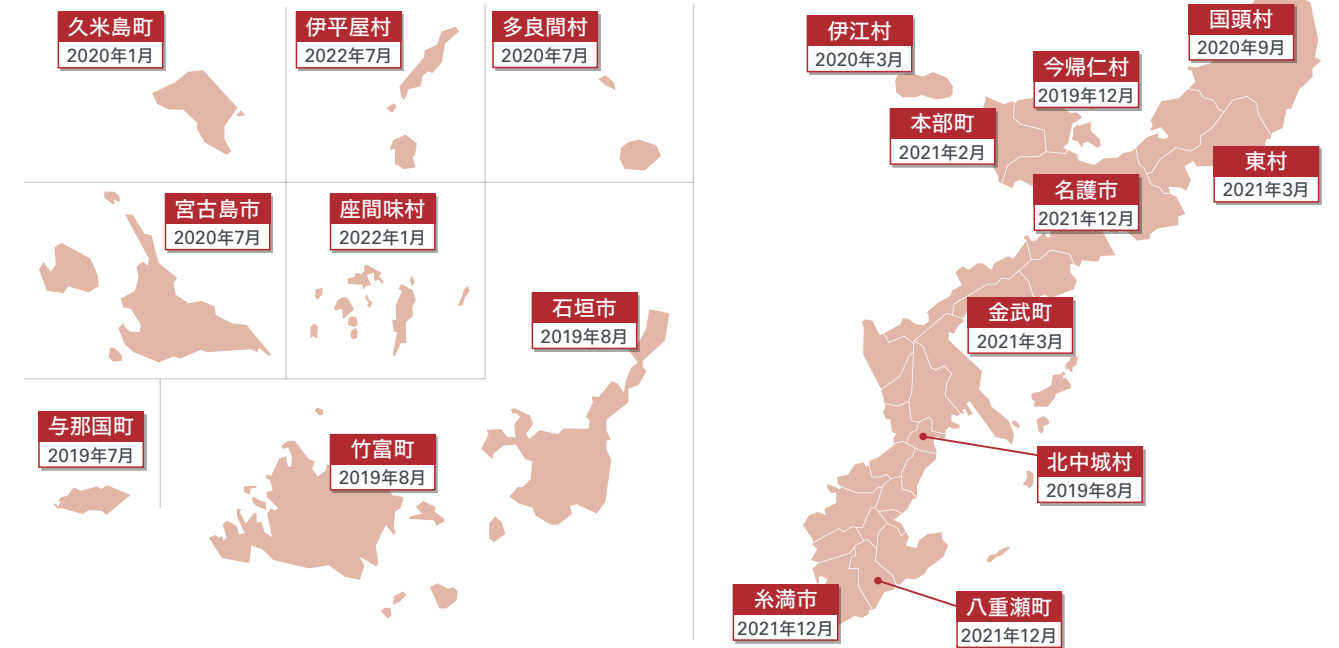 久米島町
2020年1月
伊平屋村
2022年7月
多良間村
2020年7月
宮古島市
2020年7月
座間味村
2022年1月
石垣市
2019年8月
与那国町
2019年7月
竹富町
2019年8月
国頭村
2020年9月
伊江村
2020年3月
今帰仁村
2019年12月
本部町
2021年2月
東村
2021年3月
名護市
2021年12月
金武町
2021年3月
北中城村
2019年8月
糸満市
2021年12月
八重瀬町
2021年12月